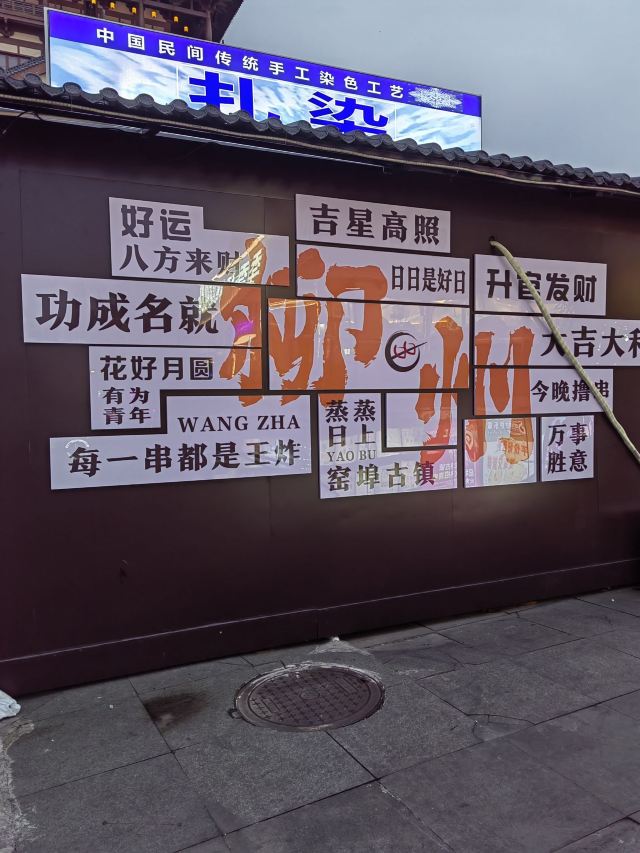 中国民间传统手工染色工艺
扎染
好运
八方来财
吉星高照
日日是好日
升官发财
功成名就
柳州
大吉大利
花好月圆
有为
青年
今晚撸串
WANG ZHA
每一串都是王炸
蒸蒸
日上
YAO BU
窑埠古镇
万事
胜意